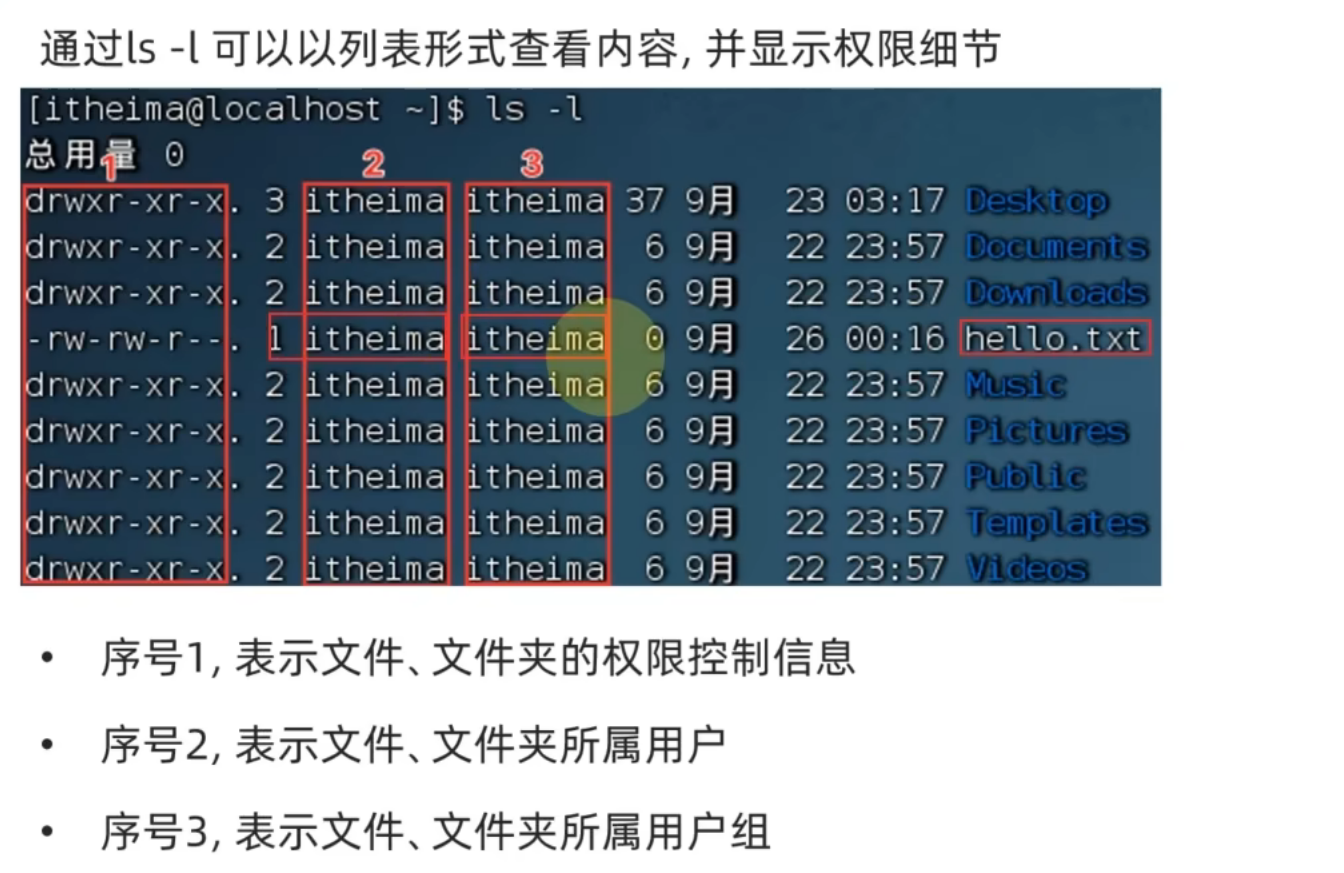 通过ls -l 可以以列表形式查看内容, 并显示权限细节
[itheima@localhost ~]$ ls -l
总用量 0
1 2 3
drwxr-xr-x. 3 itheima itheima 37 9月 23 03:17 Desktop
drwxr-xr-x. 2 itheima itheima 6 9月 22 23:57 Documents
drwxr-xr-x. 2 itheima itheima 6 9月 22 23:57 Downloads
-rw-rw-r--. 1 itheima itheima 0 9月 26 00:16 hello.txt
drwxr-xr-x. 2 itheima itheima 6 9月 22 23:57 Music
drwxr-xr-x. 2 itheima itheima 6 9月 22 23:57 Pictures
drwxr-xr-x. 2 itheima itheima 6 9月 22 23:57 Public
drwxr-xr-x. 2 itheima itheima 6 9月 22 23:57 Templates
drwxr-xr-x. 2 itheima itheima 6 9月 22 23:57 Videos
• 序号1, 表示文件、文件夹的权限控制信息
• 序号2, 表示文件、文件夹所属用户
• 序号3, 表示文件、文件夹所属用户组